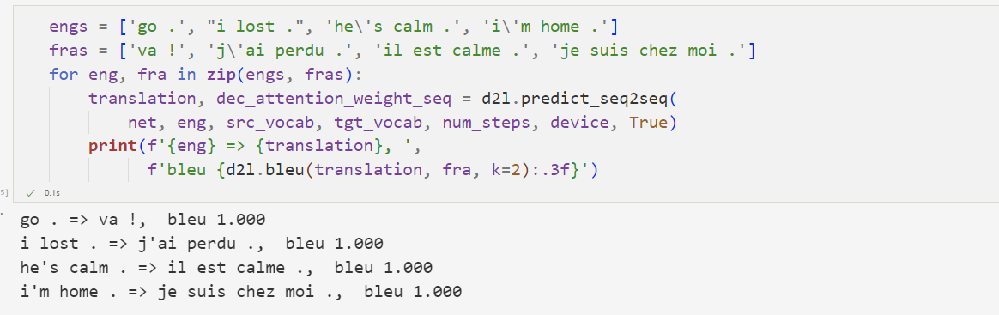 engs = ['go .', "i lost .", 'he\'s calm .', 'i\'m home .']
fras = ['va !', 'j\'ai perdu .', 'il est calme .', 'je suis chez moi .']
for eng, fra in zip(engs, fras):
    translation, dec_attention_weight_seq = d2l.predict_seq2seq(
        net, eng, src_vocab, tgt_vocab, num_steps, device, True)
    print(f'{eng} => {translation}, ',
          f'bleu {d2l.bleu(translation, fra, k=2):.3f}')
5] ✓ 0.1s
go . => va !,  bleu 1.000
i lost . => j'ai perdu .,  bleu 1.000
he's calm . => il est calme .,  bleu 1.000
i'm home . => je suis chez moi .,  bleu 1.000